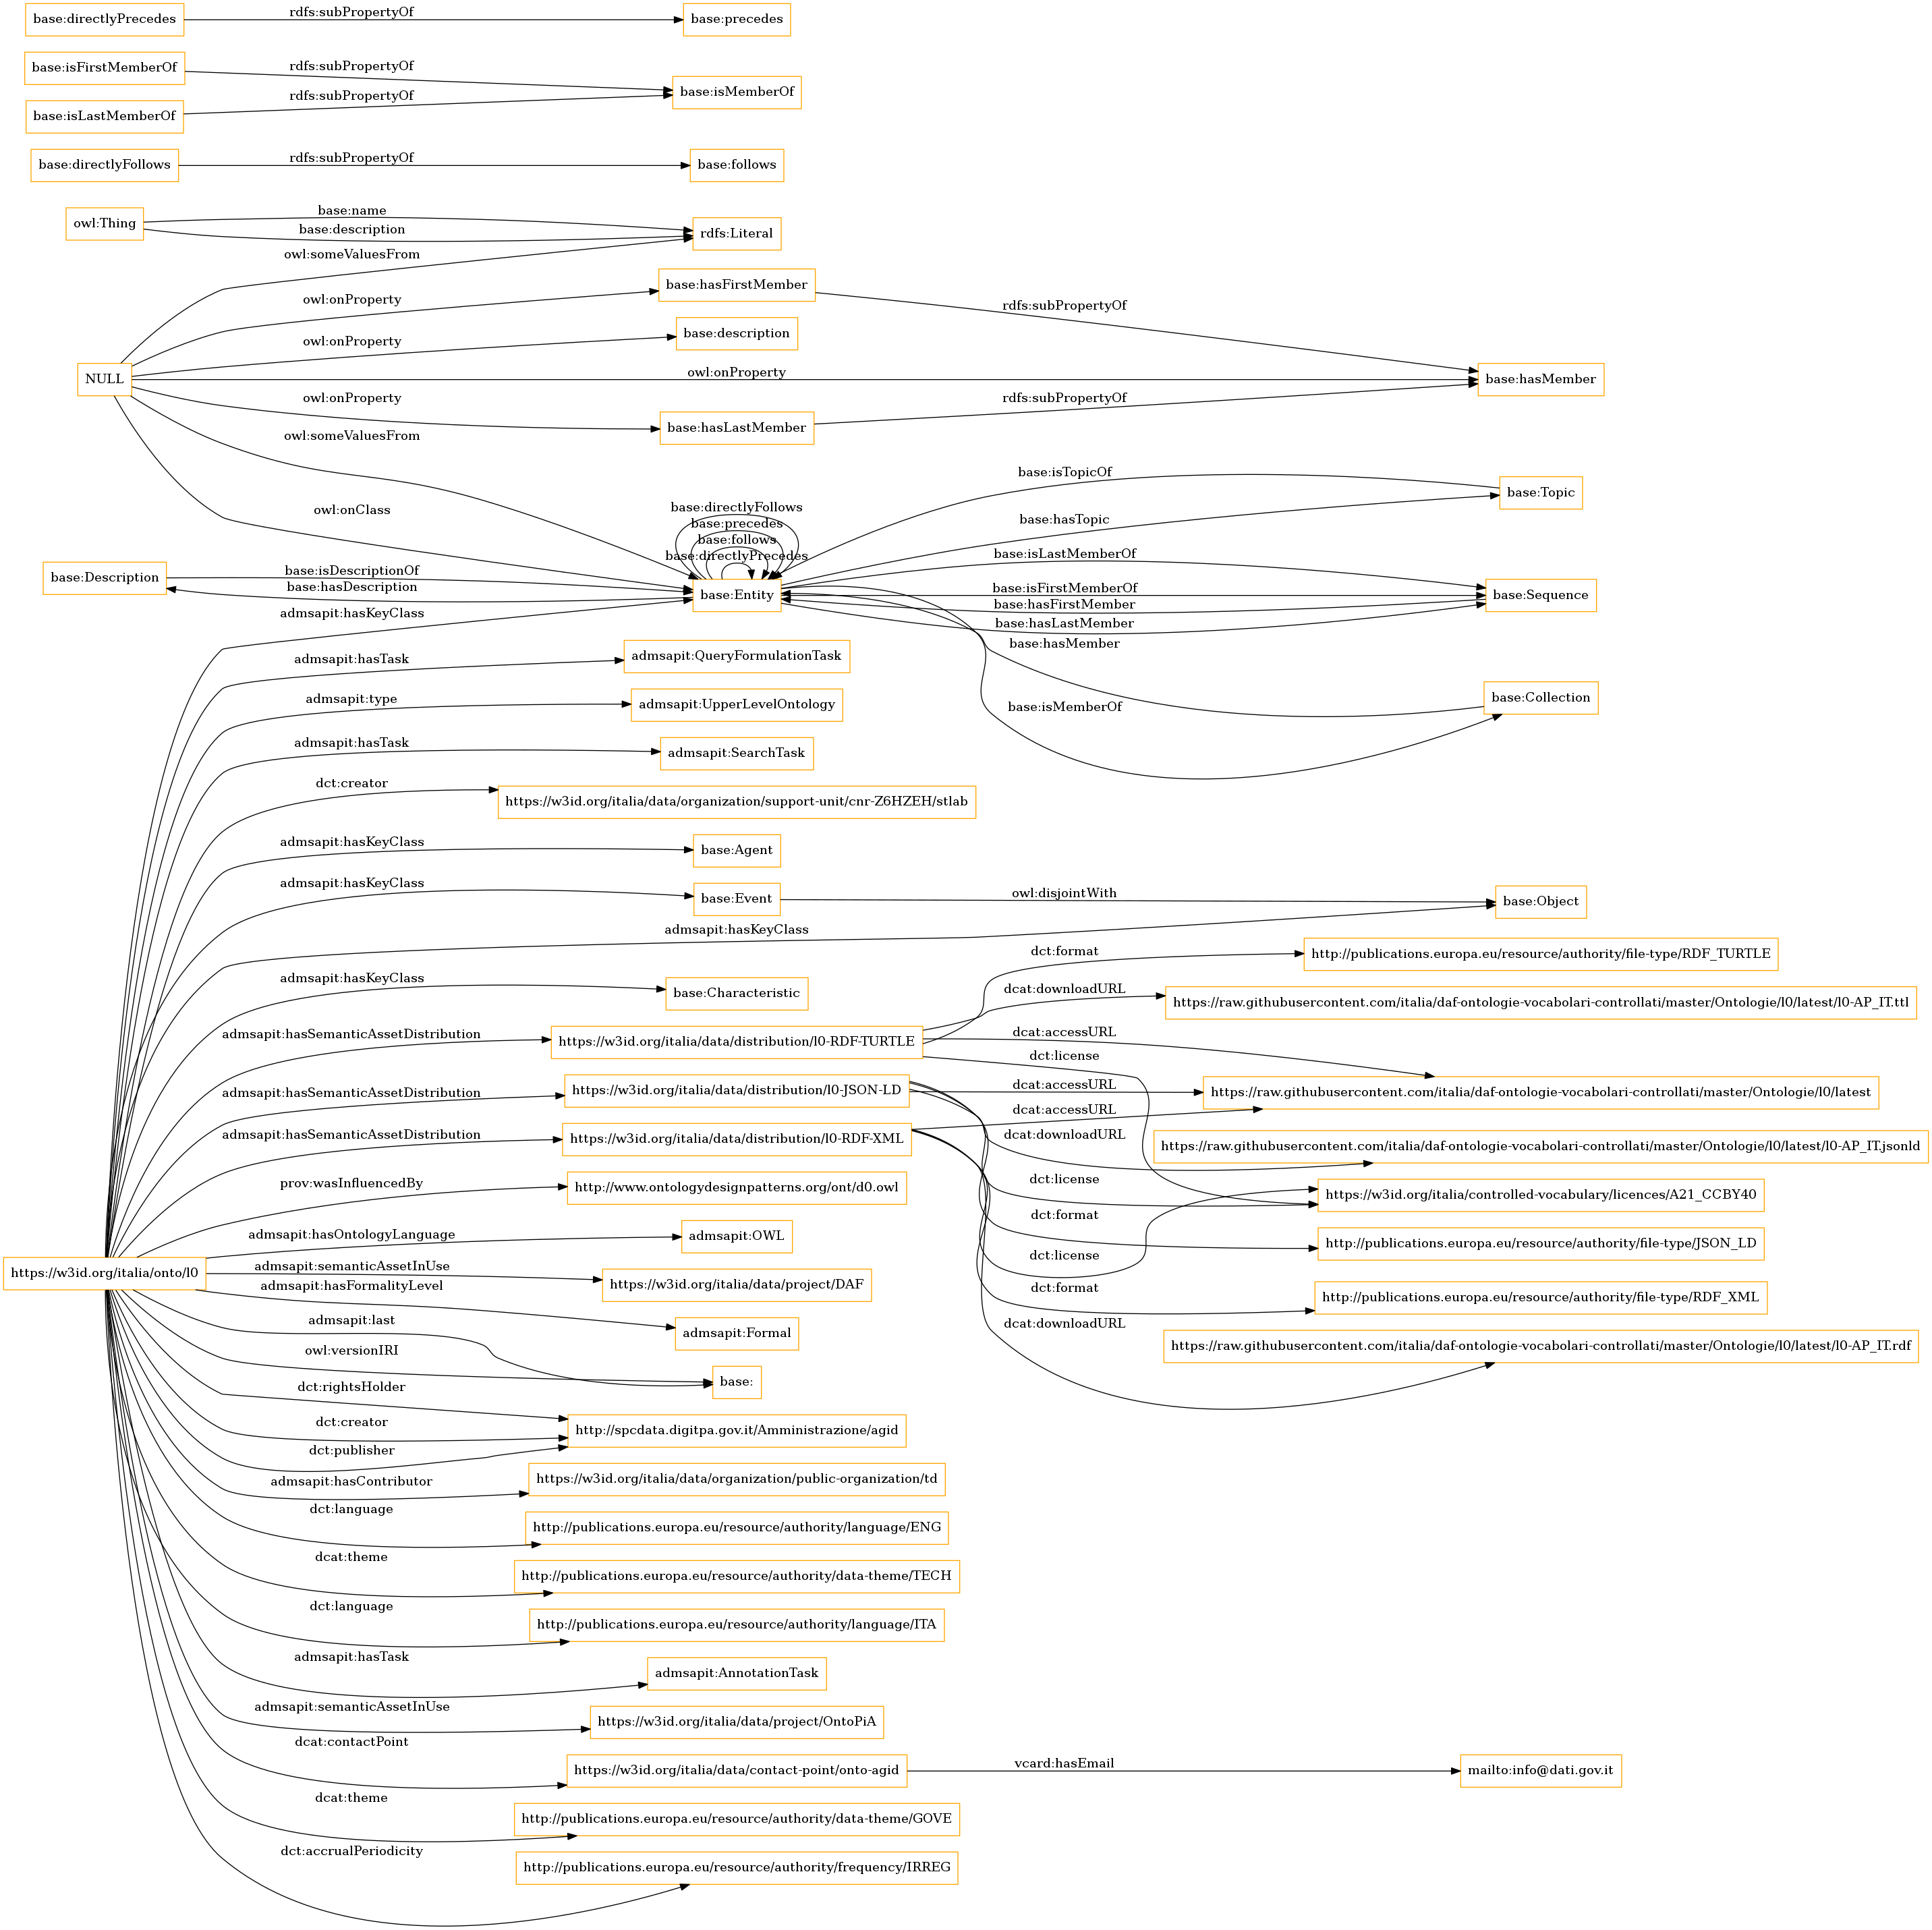 base:directlyPrecedes
rdfs:subPropertyOf
base:precedes
base:isFirstMemberOf
rdfs:subPropertyOf
base:isMemberOf
base:isLastMemberOf
rdfs:subPropertyOf
base:directlyFollows
rdfs:subPropertyOf
base:follows
owl:Thing
base:name
base:description
rdfs:Literal
owl:someValuesFrom
owl:onProperty
base:hasFirstMember
rdfs:subPropertyOf
owl:onProperty
base:description
NULL
owl:onProperty
base:hasMember
owl:onProperty
base:hasLastMember
rdfs:subPropertyOf
owl:someValuesFrom
owl:onClass
base:isTopicOf
base:Topic
base:hasTopic
base:directlyFollows
base:precedes
base:follows
base:directlyPrecedes
base:Description
base:isDescriptionOf
base:hasDescription
base:Entity
base:isLastMemberOf
base:isFirstMemberOf
base:hasFirstMember
base:hasLastMember
base:Sequence
base:hasMember
base:isMemberOf
base:Collection
admsapit:hasKeyClass
admsapit:hasTask
admsapit:QueryFormulationTask
admsapit:type
admsapit:UpperLevelOntology
admsapit:hasTask
admsapit:SearchTask
dct:creator
https://w3id.org/italia/data/organization/support-unit/cnr-Z6HZEH/stlab
admsapit:hasKeyClass
base:Agent
admsapit:hasKeyClass
base:Event
owl:disjointWith
base:Object
admsapit:hasKeyClass
admsapit:hasKeyClass
base:Characteristic
dct:format
http://publications.europa.eu/resource/authority/file-type/RDF_TURTLE
dcat:downloadURL
https://raw.githubusercontent.com/italia/daf-ontologie-vocabolari-controllati/master/Ontologie/l0/latest/l0-AP_IT.ttl
admsapit:hasSemanticAssetDistribution
https://w3id.org/italia/data/distribution/l0-RDF-TURTLE
dcat:accessURL
dct:license
admsapit:hasSemanticAssetDistribution
https://w3id.org/italia/data/distribution/l0-JSON-LD
dcat:accessURL
https://raw.githubusercontent.com/italia/daf-ontologie-vocabolari-controllati/master/Ontologie/l0/latest
dcat:accessURL
admsapit:hasSemanticAssetDistribution
https://w3id.org/italia/data/distribution/l0-RDF-XML
dcat:downloadURL
https://raw.githubusercontent.com/italia/daf-ontologie-vocabolari-controllati/master/Ontologie/l0/latest/l0-AP_IT.jsonld
dct:license
https://w3id.org/italia/controlled-vocabulary/licences/A21_CCBY40
dct:format
http://publications.europa.eu/resource/authority/file-type/JSON_LD
dct:license
dct:format
http://publications.europa.eu/resource/authority/file-type/RDF_XML
dcat:downloadURL
https://raw.githubusercontent.com/italia/daf-ontologie-vocabolari-controllati/master/Ontologie/l0/latest/l0-AP_IT.rdf
prov:wasInfluencedBy
http://www.ontologydesignpatterns.org/ont/d0.owl
admsapit:hasOntologyLanguage
admsapit:OWL
https://w3id.org/italia/onto/l0
admsapit:semanticAssetInUse
https://w3id.org/italia/data/project/DAF
admsapit:hasFormalityLevel
admsapit:Formal
admsapit:last
owl:versionIRI
base:
dct:rightsHolder
dct:creator
http://spcdata.digitpa.gov.it/Amministrazione/agid
dct:publisher
admsapit:hasContributor
https://w3id.org/italia/data/organization/public-organization/td
dct:language
http://publications.europa.eu/resource/authority/language/ENG
dcat:theme
http://publications.europa.eu/resource/authority/data-theme/TECH
dct:language
http://publications.europa.eu/resource/authority/language/ITA
admsapit:hasTask
admsapit:AnnotationTask
admsapit:semanticAssetInUse
https://w3id.org/italia/data/project/OntoPiA
dcat:contactPoint
https://w3id.org/italia/data/contact-point/onto-agid
vcard:hasEmail
mailto:info@dati.gov.it
dcat:theme
http://publications.europa.eu/resource/authority/data-theme/GOVE
dct:accrualPeriodicity
http://publications.europa.eu/resource/authority/frequency/IRREG